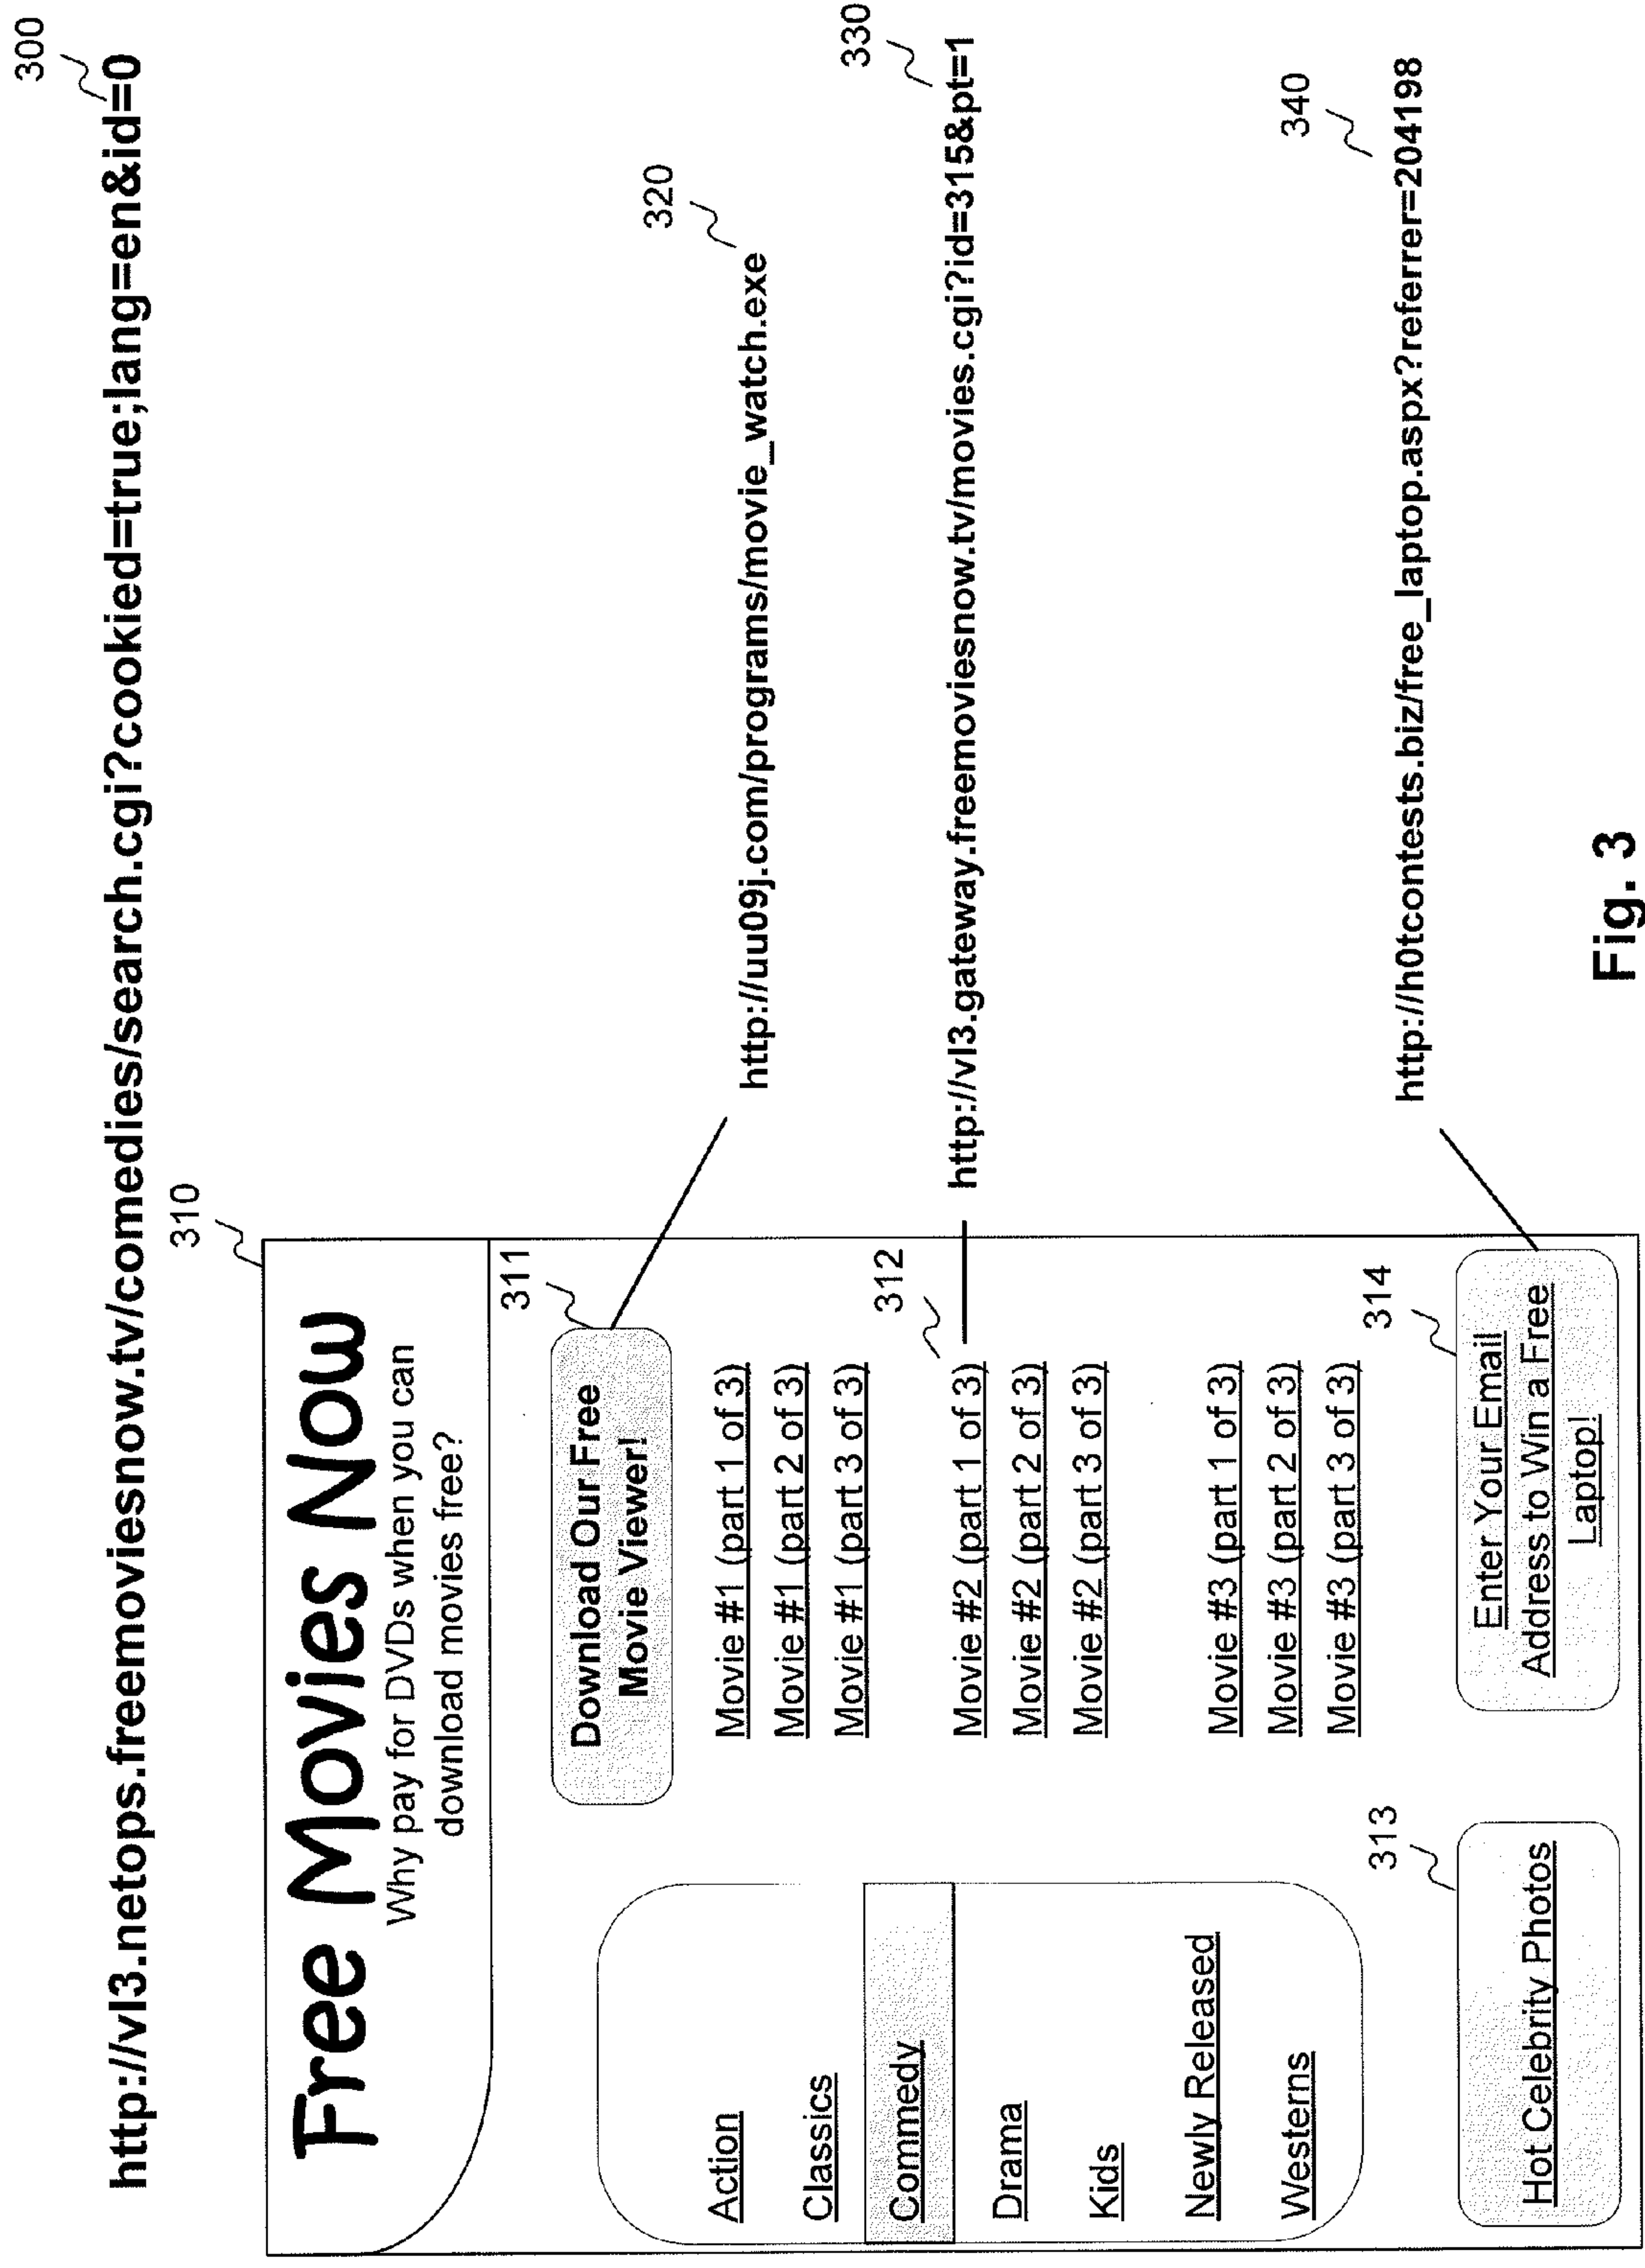 300
http://vl3.netops.freemoviesnow.tv/comedies/search.cgi?cookied=true;lang=en&id=0
310
Free Movies Now
Why pay for DVDs when you can
download movies free?
311
Download Our Free
Movie Viewer!
320
http://uu09j.com/programs/movie_watch.exe
Action
Classics
Commedy
Drama
Kids
Newly Released
Westerns
Movie #1 (part 1 of 3)
Movie #1 (part 2 of 3)
Movie #1 (part 3 of 3)
312
Movie #2 (part 1 of 3)
Movie #2 (part 2 of 3)
Movie #2 (part 3 of 3)
330
http://vl3.gateway.freemoviesnow.tv/movies.cgi?id=315&pt=1
Movie #3 (part 1 of 3)
Movie #3 (part 2 of 3)
Movie #3 (part 3 of 3)
313
Hot Celebrity Photos
314
Enter Your Email
Address to Win a Free
Laptop!
340
http://h0tcontests.biz/free_laptop.aspx?referrer=204198
Fig. 3